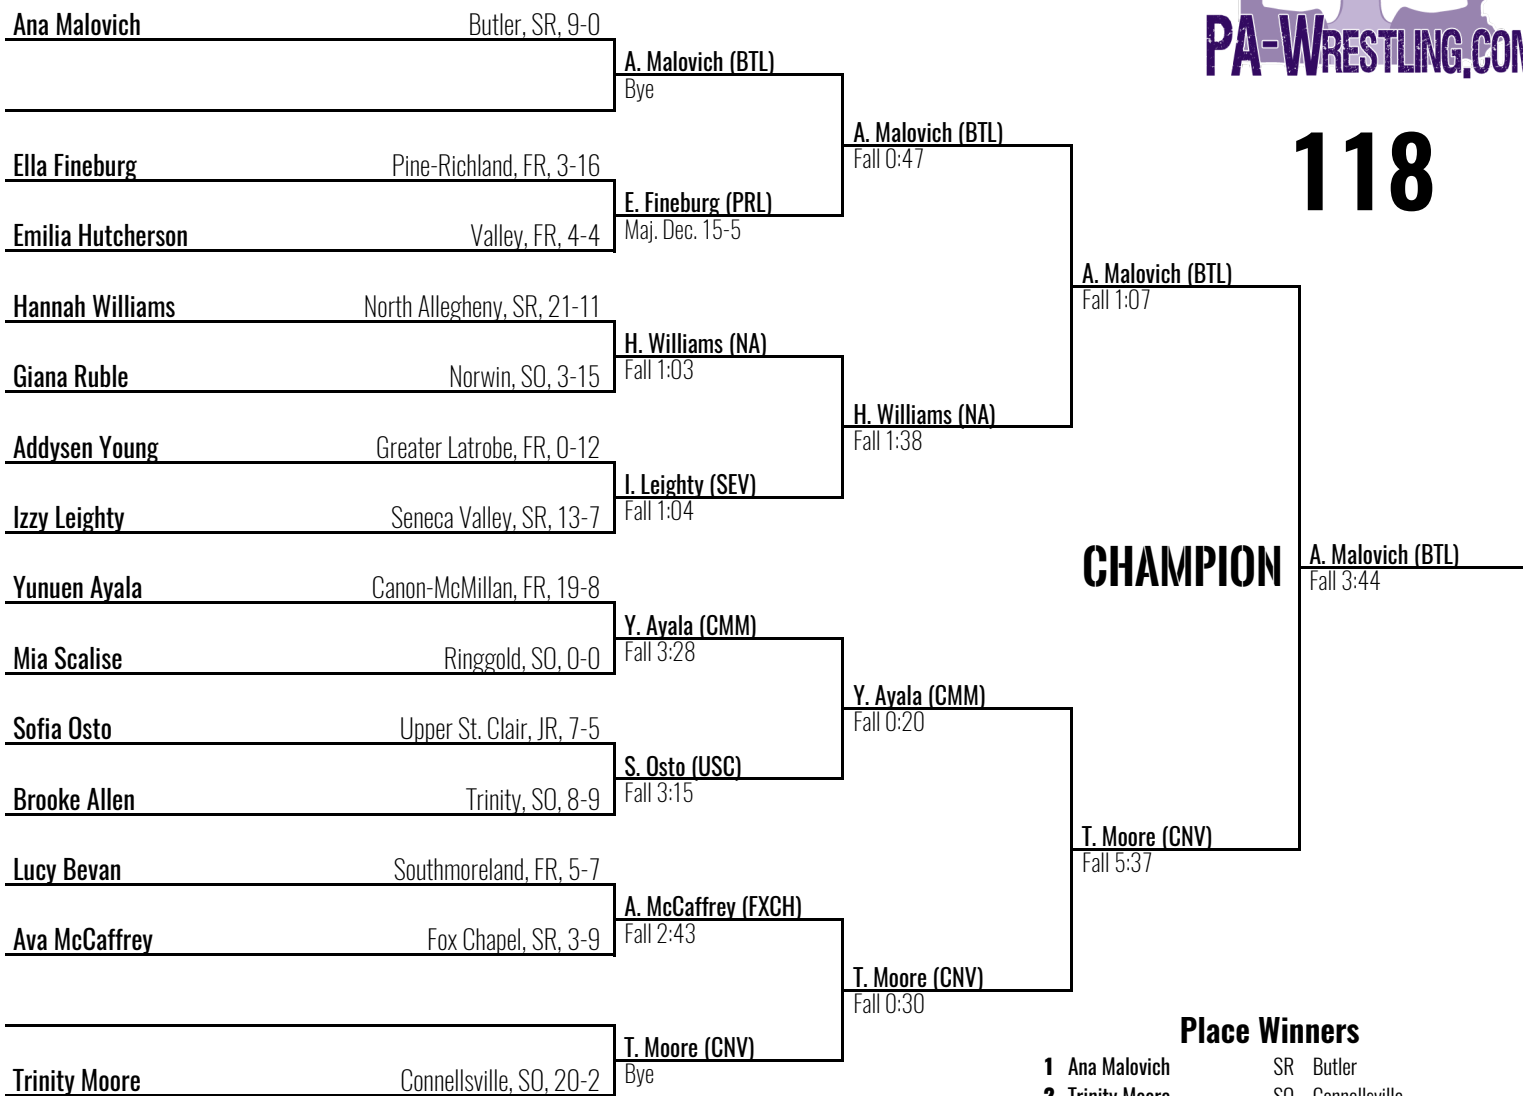 Ana Malovich Butler, SR, 9-0
A. Malovich (BTL)
Bye
PA-WRESTLING.COM
118
A. Malovich (BTL)
Fall 0:47
Ella Fineburg Pine-Richland, FR, 3-16
E. Fineburg (PRL)
Maj. Dec. 15-5
Emilia Hutcherson Valley, FR, 4-4
A. Malovich (BTL)
Fall 1:07
Hannah Williams North Allegheny, SR, 21-11
H. Williams (NA)
Fall 1:03
Giana Ruble Norwin, SO, 3-15
H. Williams (NA)
Fall 1:38
Addysen Young Greater Latrobe, FR, 0-12
I. Leighty (SEV)
Fall 1:04
Izzy Leighty Seneca Valley, SR, 13-7
CHAMPION
A. Malovich (BTL)
Fall 3:44
Yunuen Ayala Canon-McMillan, FR, 19-8
Y. Ayala (CMM)
Fall 3:28
Mia Scalise Ringgold, SO, 0-0
Y. Ayala (CMM)
Fall 0:20
Sofia Osto Upper St. Clair, JR, 7-5
S. Osto (USC)
Fall 3:15
Brooke Allen Trinity, SO, 8-9
T. Moore (CNV)
Fall 5:37
Lucy Bevan Southmoreland, FR, 5-7
A. McCaffrey (FXCH)
Fall 2:43
Ava McCaffrey Fox Chapel, SR, 3-9
T. Moore (CNV)
Fall 0:30
T. Moore (CNV)
Bye
Trinity Moore Connellsville, SO, 20-2
Place Winners
1 Ana Malovich SR Butler
2 Trinity Moore SO Connellsville